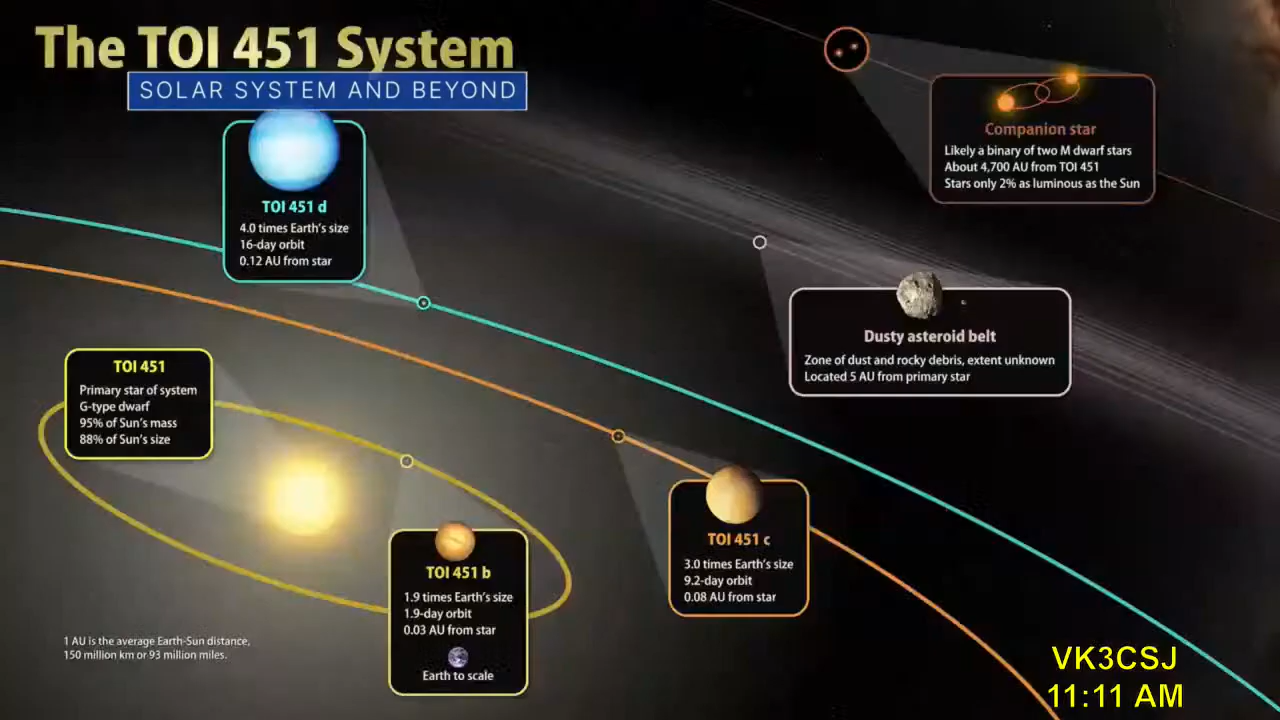 The TOI 451 System
SOLAR SYSTEM AND BEYOND
Companion star
Likely a binary of two M dwarf stars
About 4,700 AU from TOI 451
Stars only 2% as luminous as the Sun
TOI 451 d
4.0 times Earth's size
16-day orbit
0.12 AU from star
Dusty asteroid belt
Zone of dust and rocky debris, extent unknown
Located 5 AU from primary star
TOI 451
Primary star of system
G-type dwarf
95% of Sun's mass
88% of Sun's size
TOI 451 c
3.0 times Earth's size
9.2-day orbit
0.08 AU from star
TOI 451 b
1.9 times Earth's size
1.9-day orbit
0.03 AU from star
Earth to scale
1 AU is the average Earth-Sun distance,
150 million km or 93 million miles.
VK3CSJ
11:11 AM